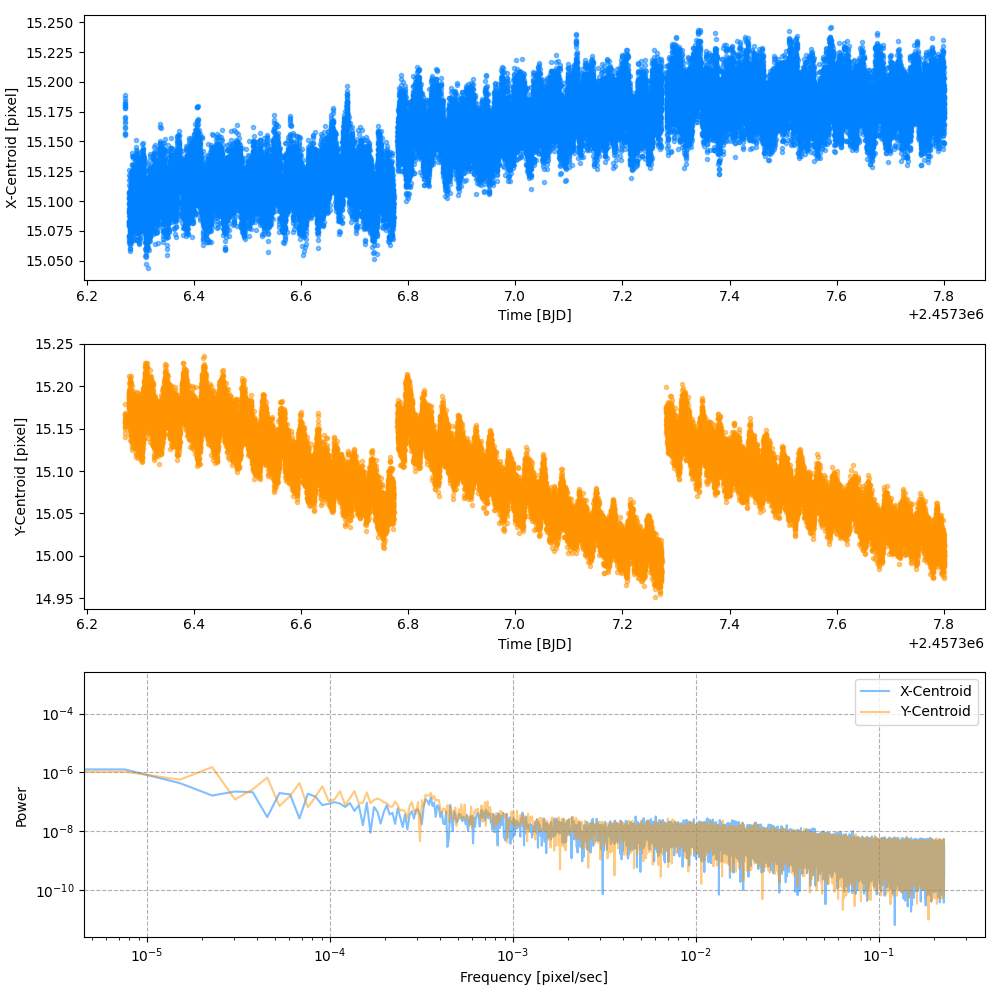 15.250
15.225
15.200
15.175
15.150
15.125
15.100
15.075
15.050
X-Centroid [pixel]
6.2 6.4 6.6 6.8 7.0 7.2 7.4 7.6 7.8
Time [BJD]
+2.4573e6
15.25
15.20
15.15
15.10
15.05
15.00
14.95
Y-Centroid [pixel]
6.2 6.4 6.6 6.8 7.0 7.2 7.4 7.6 7.8
Time [BJD]
+2.4573e6
X-Centroid
Y-Centroid
10⁻⁴
10⁻⁶
10⁻⁸
10⁻¹⁰
Power
10⁻⁵ 10⁻⁴ 10⁻³ 10⁻² 10⁻¹
Frequency [pixel/sec]